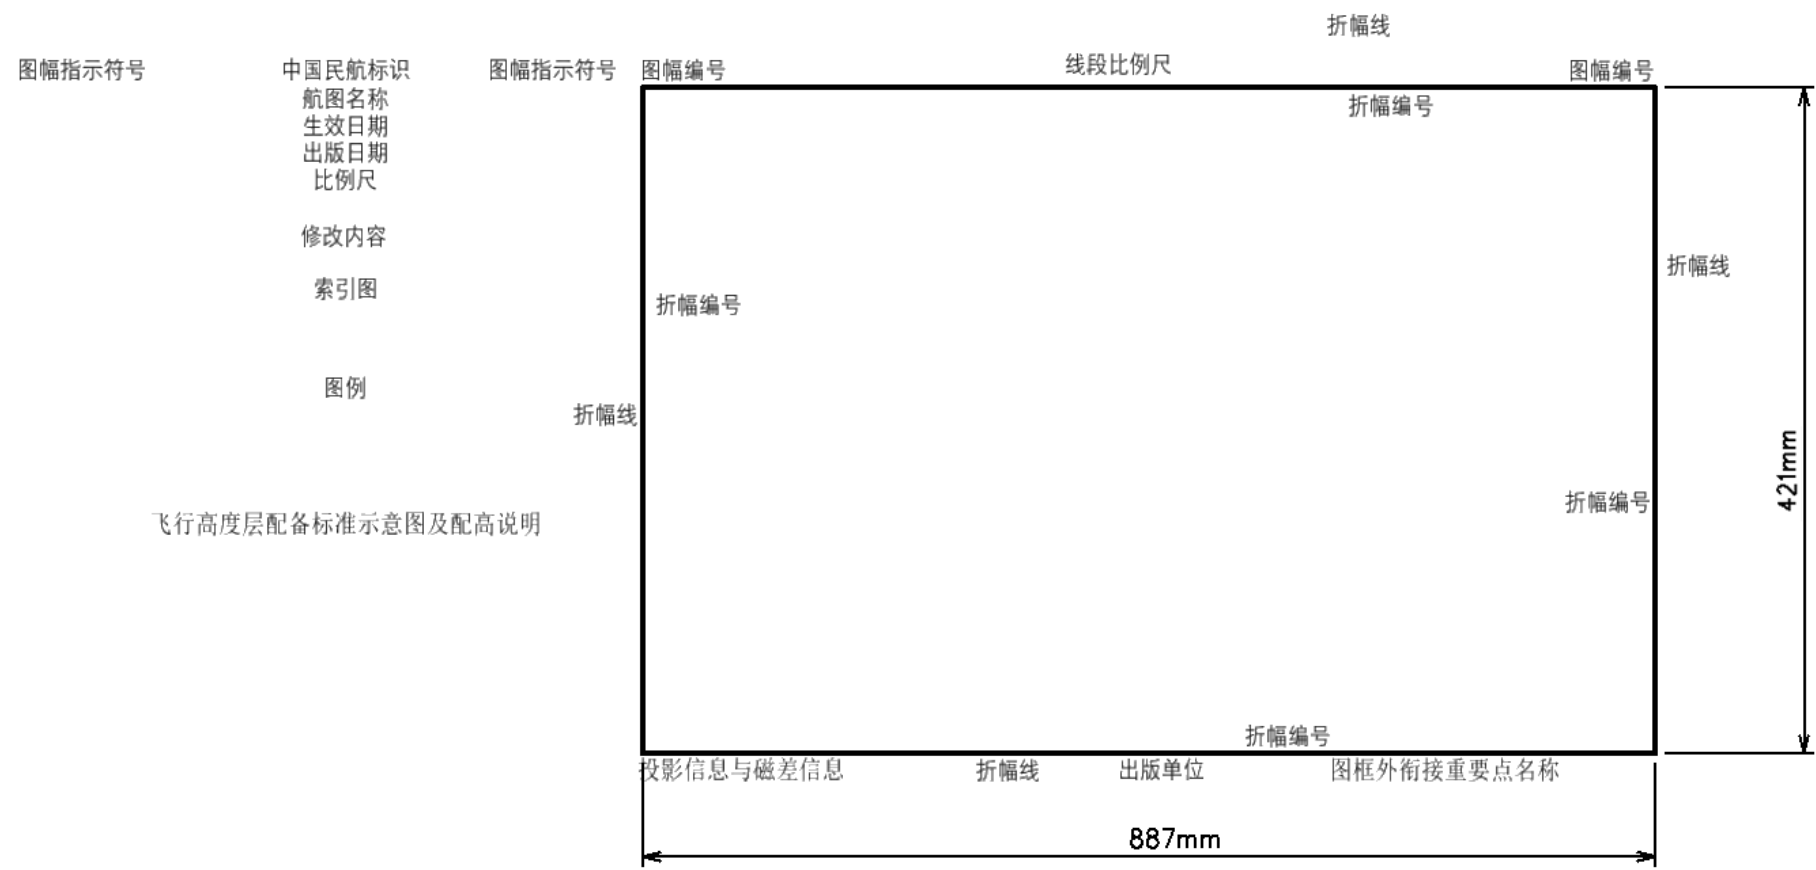 折幅线
图幅指示符号 中国民航标识 图幅指示符号 图幅编号 线段比例尺 图幅编号
航图名称 折幅编号
生效日期
出版日期
比例尺
修改内容
折幅线
索引图
折幅编号
图例
折幅线
421mm
折幅编号
飞行高度层配备标准示意图及配高说明
折幅编号
投影信息与磁差信息 折幅线 出版单位 图框外衔接重要点名称
887mm